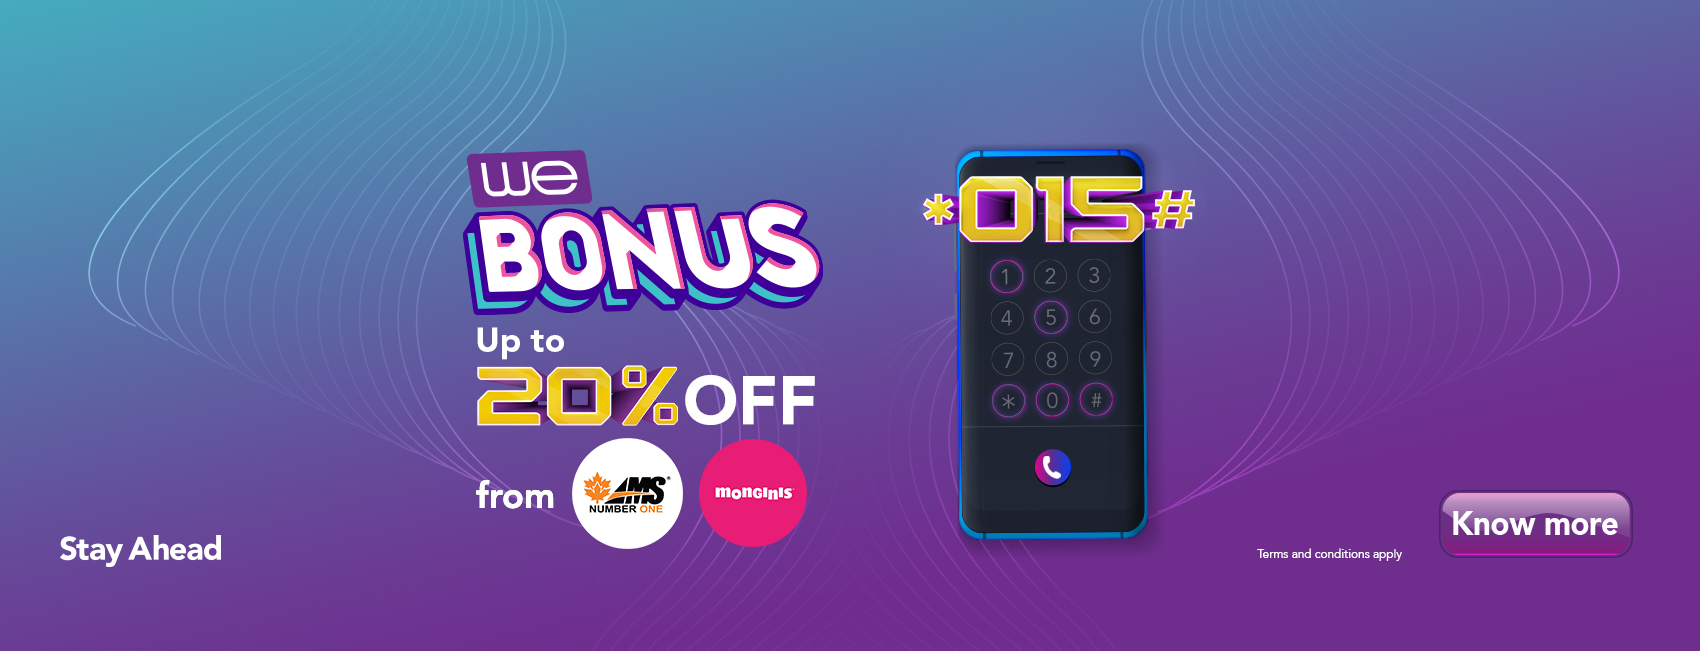 we
BONUS
Up to
20% OFF
from
AMS®
NUMBER ONE
monginis
Stay Ahead
*015#
1 2 3
4 5 6
7 8 9
* 0 #
Terms and conditions apply
Know more